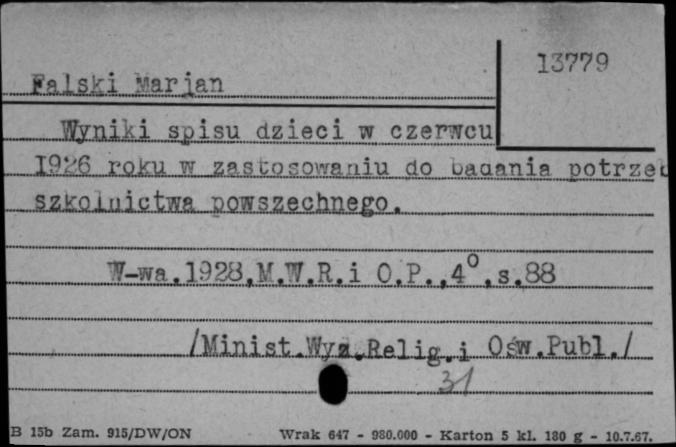 13779
Falski Marjan
Wyniki spisu dzieci w czerwcu
1926 roku w zastosowaniu do badania potrzeb
szkolnictwa powszechnego.
W-wa.1928,M.W.R.i O.P.,4°,s.88
/Minist.Wyz.Relig.i Ośw.Publ./
31
B 15b Zam. 915/DW/ON Wrak 647 - 980.000 - Karton 5 kl. 180 g - 10.7.67.